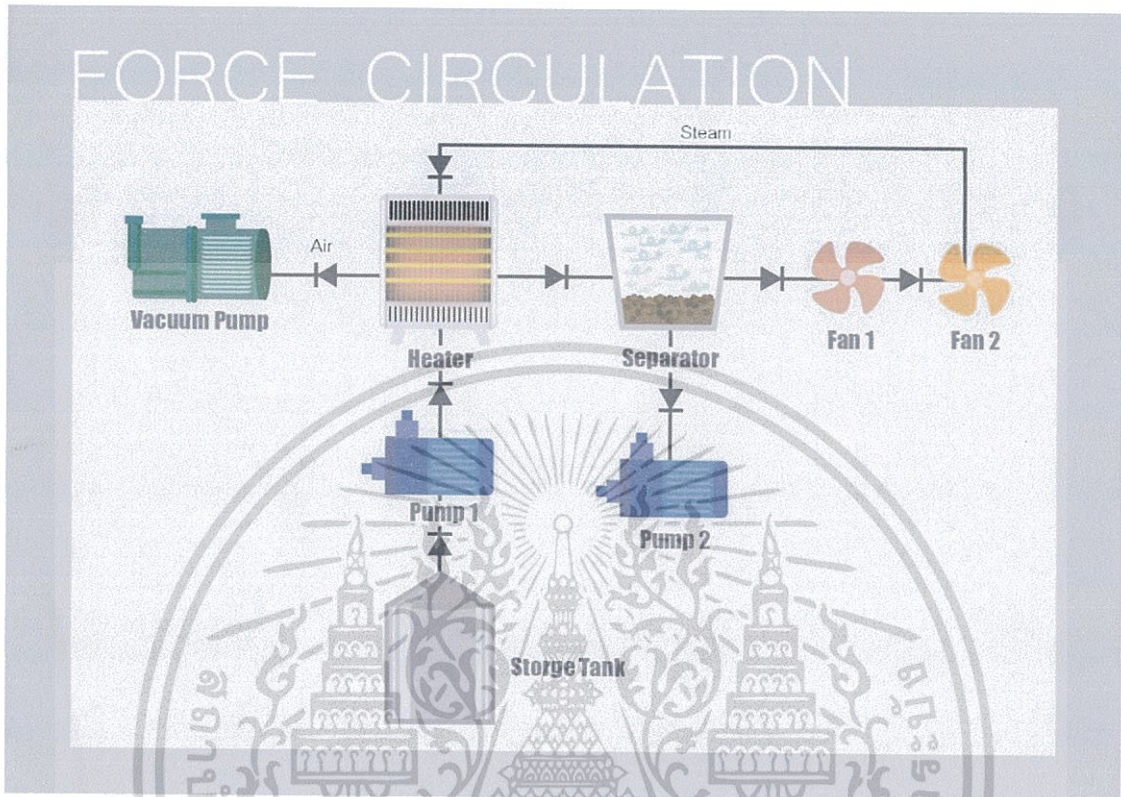 FORCE CIRCULATION
Steam
Air
Vacuum Pump
Heater
Separator
Fan 1
Fan 2
Pump 1
Pump 2
Storge Tank